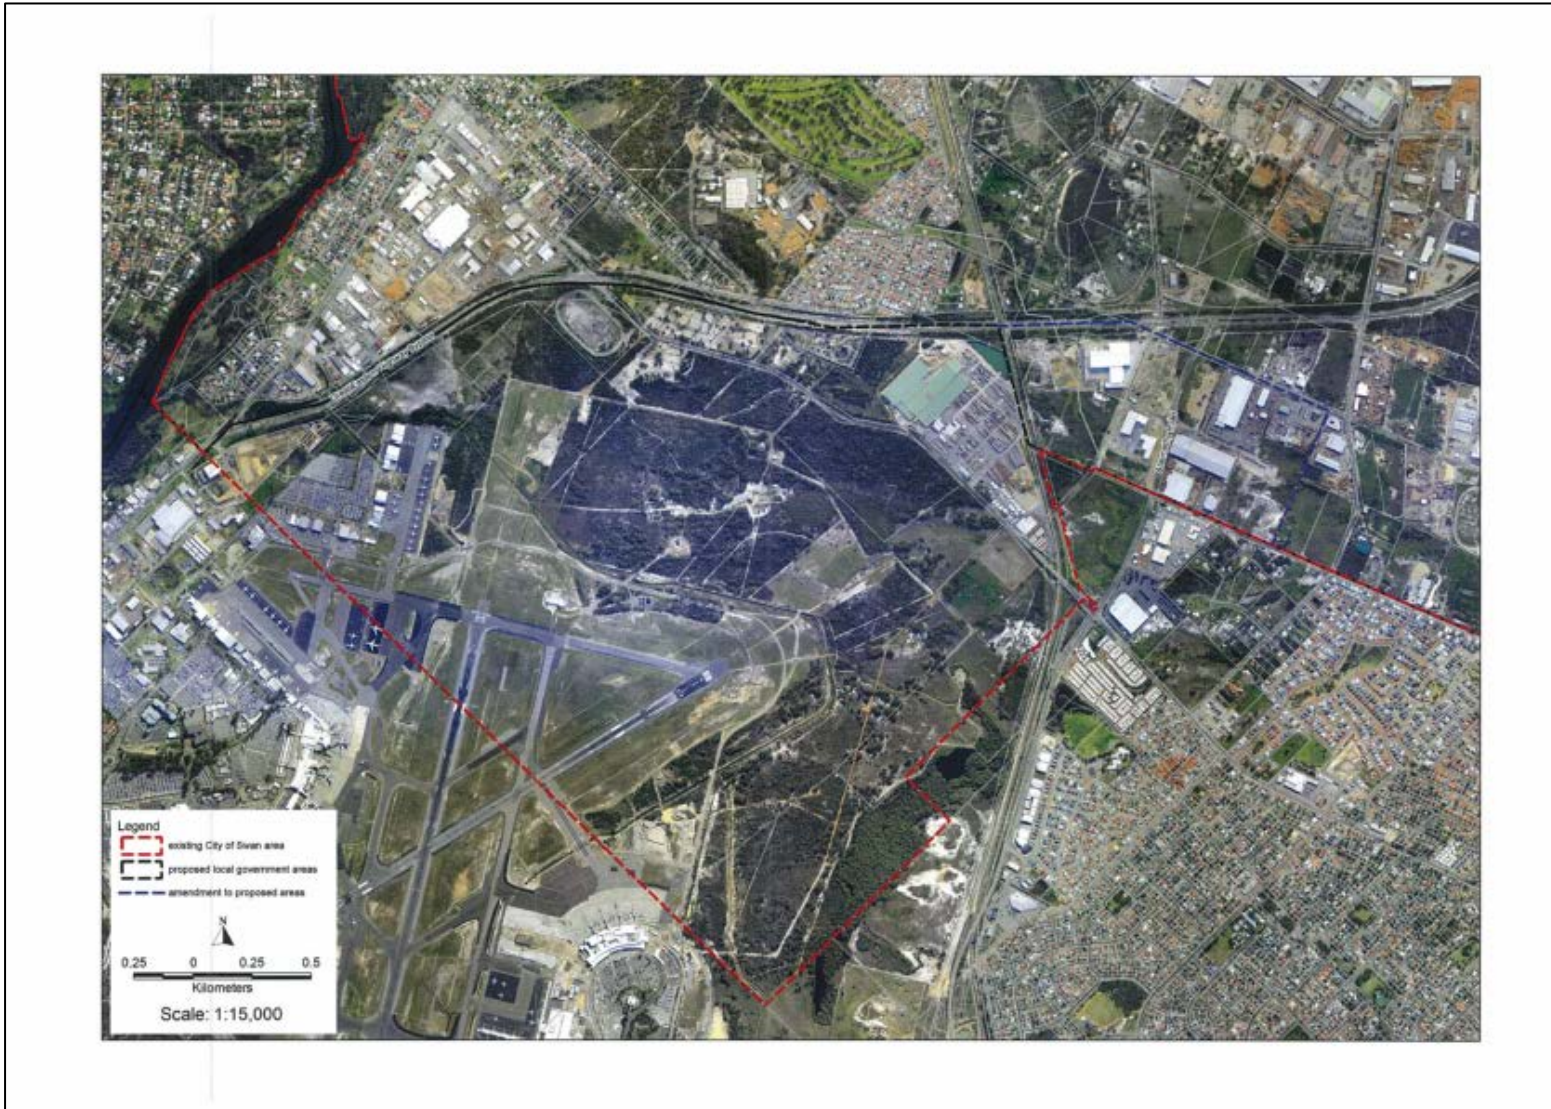 Legend
existing City of Swan area
proposed local government areas
amendment to proposed areas
N
0.25 0 0.25 0.5
Kilometers
Scale: 1:15,000